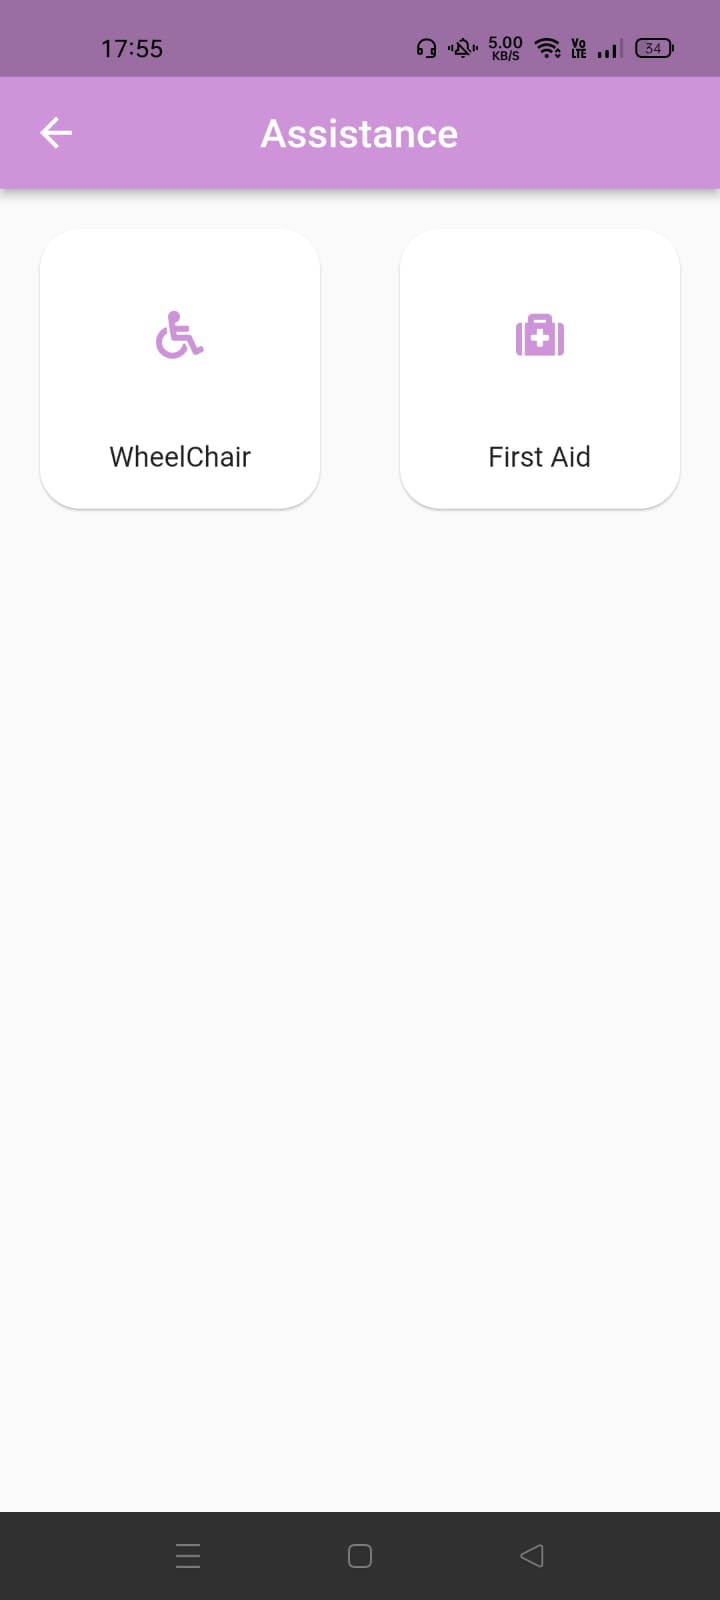 17:55
5.00
KB/S
Vo
LTE
34
Assistance
WheelChair
First Aid